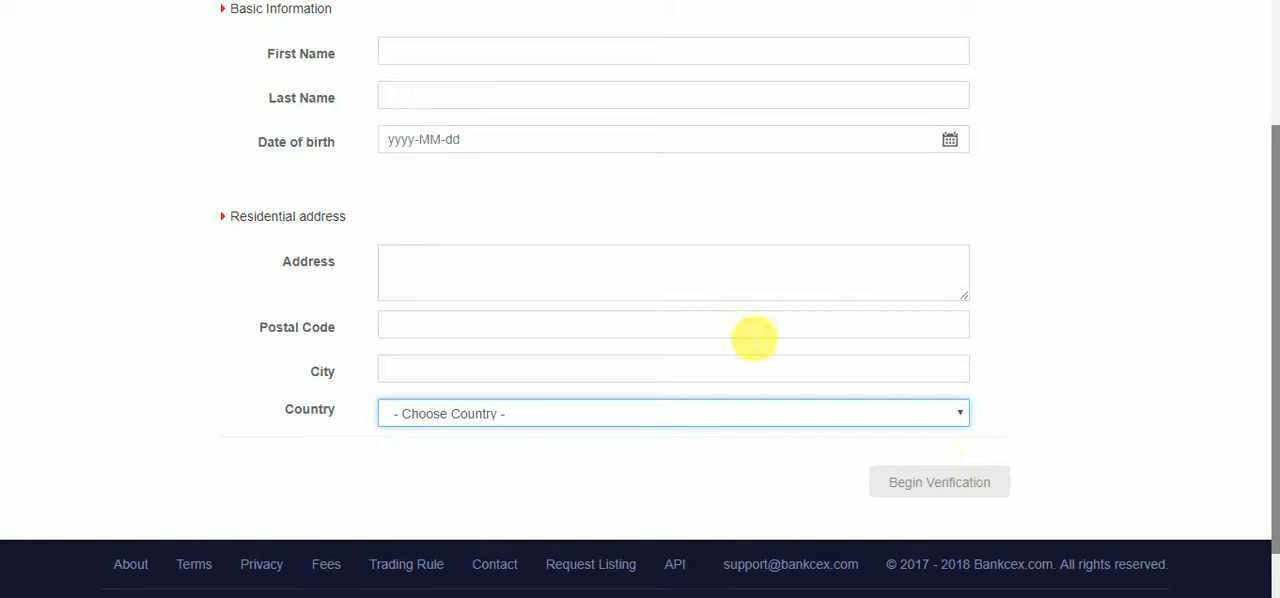 Basic Information
First Name
Last Name
Date of birth
yyyy-MM-dd
Residential address
Address
Postal Code
City
Country
- Choose Country -
Begin Verification
About Terms Privacy Fees Trading Rule Contact Request Listing API support@bankcex.com © 2017 - 2018 Bankcex.com. All rights reserved.